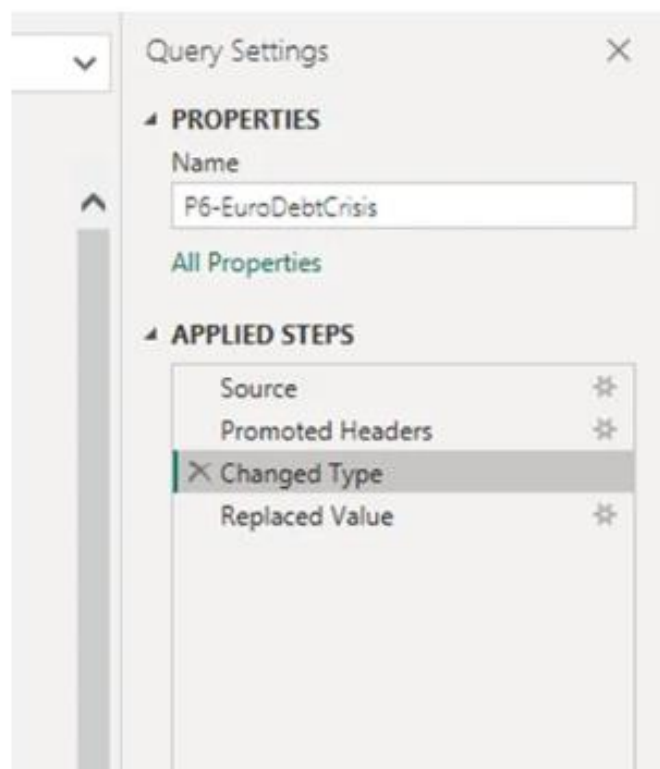 Query Settings
PROPERTIES
Name
P6-EuroDebtCrisis
All Properties
APPLIED STEPS
Source
Promoted Headers
Changed Type
Replaced Value